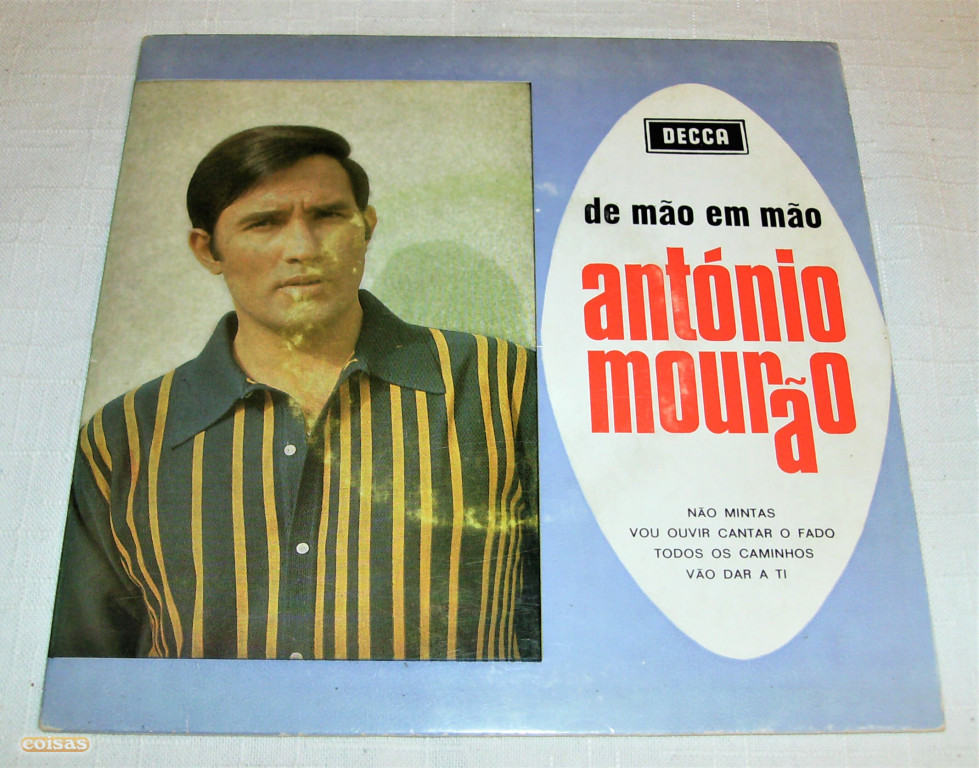 DECCA
de mão em mão
antónio
mourão
NÃO MINTAS
VOU OUVIR CANTAR O FADO
TODOS OS CAMINHOS
VÃO DAR A TI
coisas